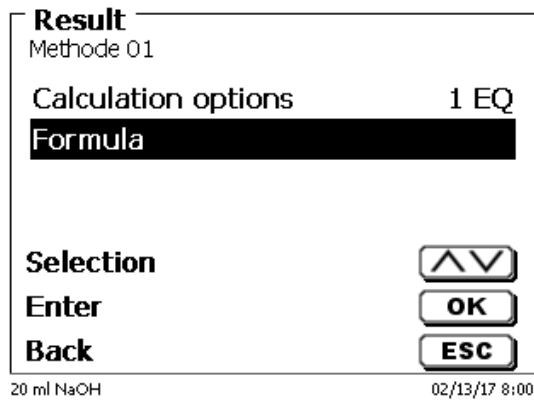 Result
Methode 01
Calculation options 1 EQ
Formula
Selection
Enter OK
Back ESC
20 ml NaOH 02/13/17 8:00